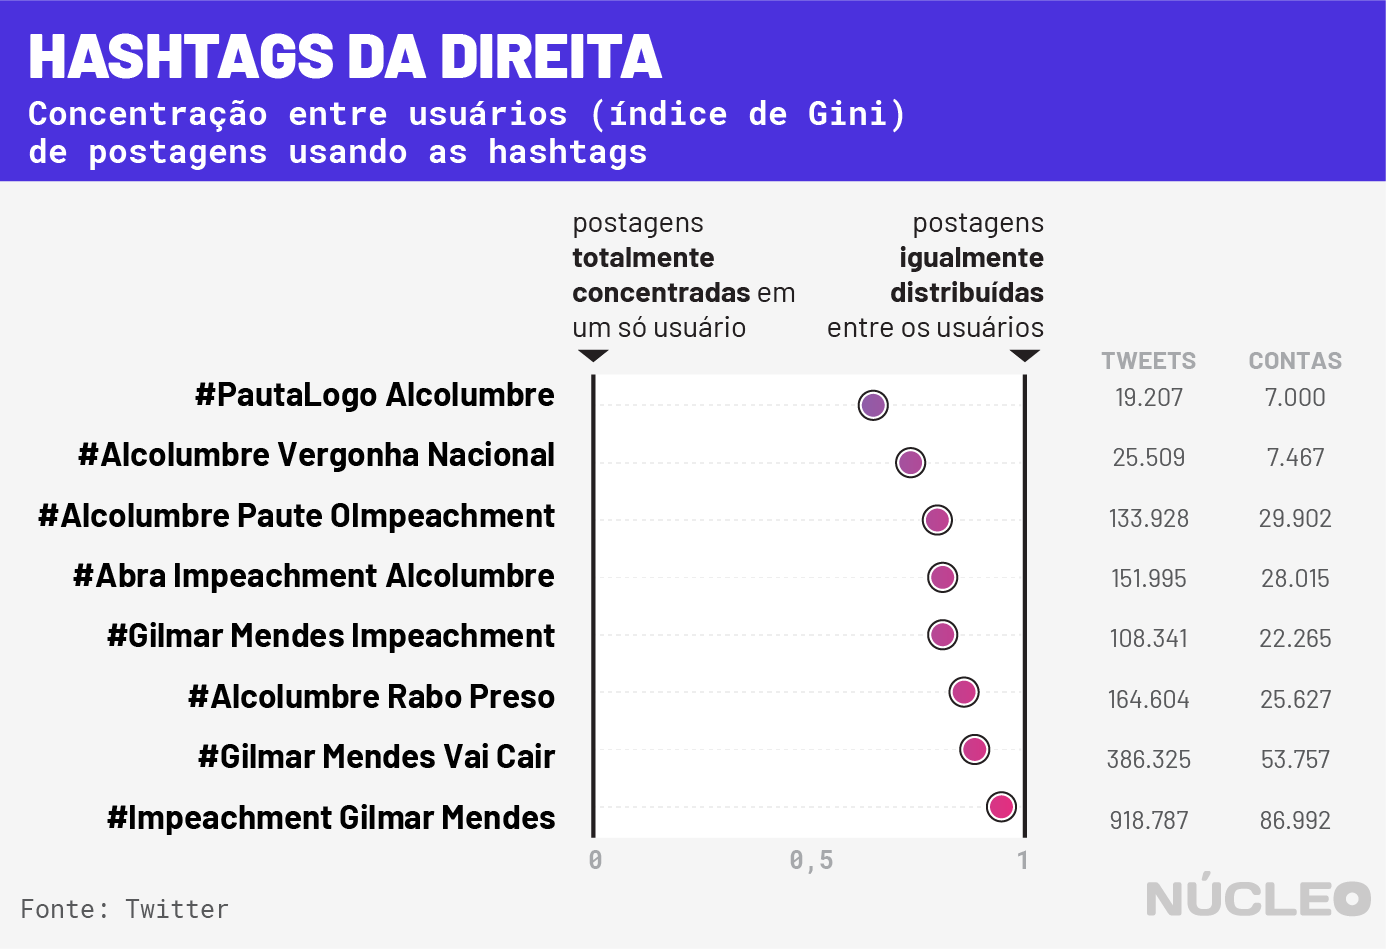 HASHTAGS DA DIREITA
Concentração entre usuários (índice de Gini)
de postagens usando as hashtags
postagens
totalmente
concentradas em
um só usuário
postagens
igualmente
distribuídas
entre os usuários
TWEETS CONTAS
#PautaLogo Alcolumbre 19.207 7.000
#Alcolumbre Vergonha Nacional 25.509 7.467
#Alcolumbre Paute OImpeachment 133.928 29.902
#Abra Impeachment Alcolumbre 151.995 28.015
#Gilmar Mendes Impeachment 108.341 22.265
#Alcolumbre Rabo Preso 164.604 25.627
#Gilmar Mendes Vai Cair 386.325 53.757
#Impeachment Gilmar Mendes 918.787 86.992
0 0,5 1
Fonte: Twitter
NÚCLEO